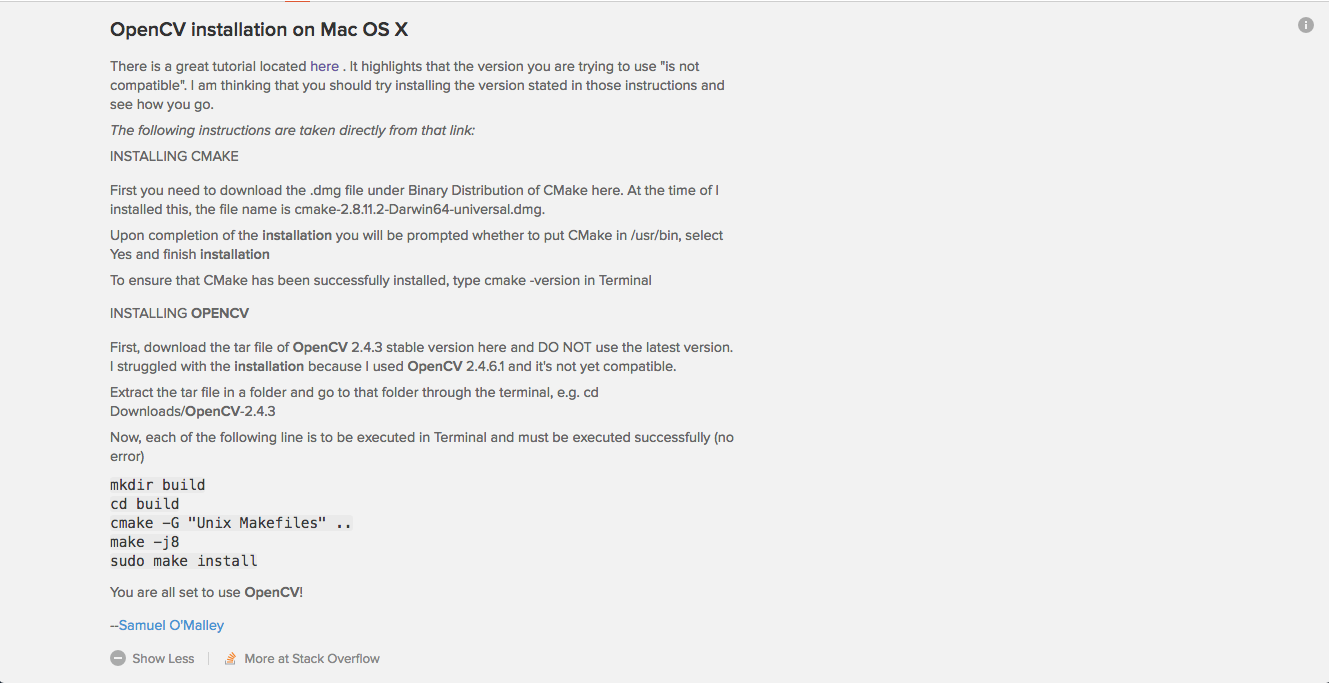 OpenCV installation on Mac OS X
There is a great tutorial located here . It highlights that the version you are trying to use "is not
compatible". I am thinking that you should try installing the version stated in those instructions and
see how you go.
The following instructions are taken directly from that link:
INSTALLING CMAKE
First you need to download the .dmg file under Binary Distribution of CMake here. At the time of I
installed this, the file name is cmake-2.8.11.2-Darwin64-universal.dmg.
Upon completion of the installation you will be prompted whether to put CMake in /usr/bin, select
Yes and finish installation
To ensure that CMake has been successfully installed, type cmake -version in Terminal
INSTALLING OPENCV
First, download the tar file of OpenCV 2.4.3 stable version here and DO NOT use the latest version.
I struggled with the installation because I used OpenCV 2.4.6.1 and it's not yet compatible.
Extract the tar file in a folder and go to that folder through the terminal, e.g. cd
Downloads/OpenCV-2.4.3
Now, each of the following line is to be executed in Terminal and must be executed successfully (no
error)
mkdir build
cd build
cmake -G "Unix Makefiles" ..
make -j8
sudo make install
You are all set to use OpenCV!
--Samuel O'Malley
Show Less | More at Stack Overflow